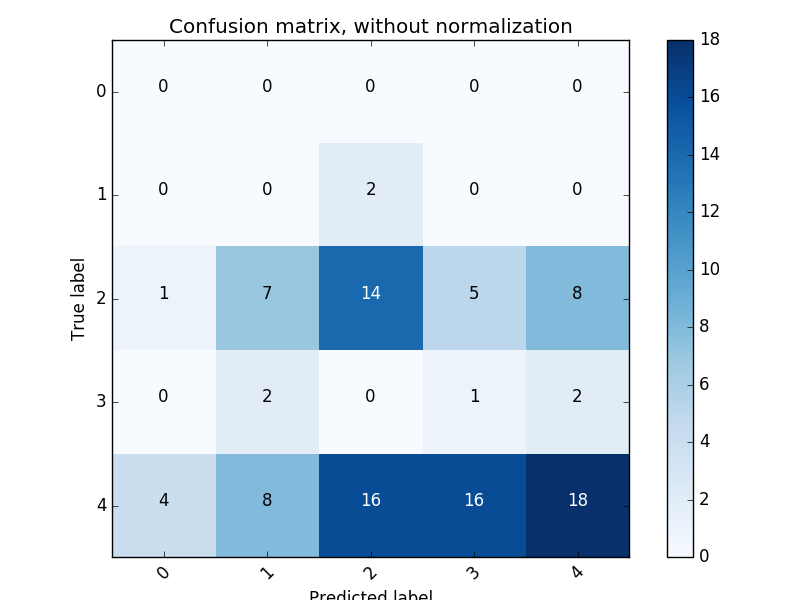 Confusion matrix, without normalization
18
0 0 0 0 0 0
16
14
1 0 0 2 0 0
12
10
True label
2 1 7 14 5 8
8
6
3 0 2 0 1 2
4
4 4 8 16 16 18
2
0
0 1 2 3 4
Predicted label